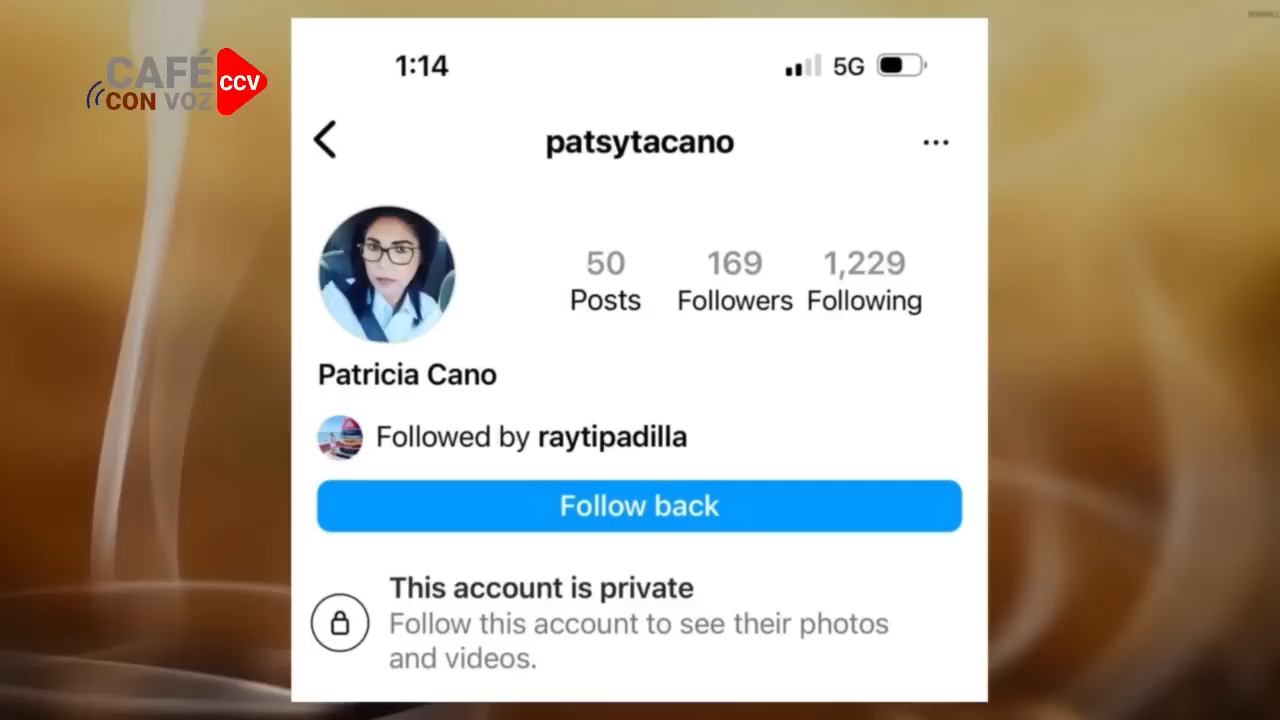 CAFÉ
CON VOZ
CCV
1:14
5G
patsytacano
50
169
1,229
Posts
Followers
Following
Patricia Cano
Followed by raytipadilla
Follow back
This account is private
Follow this account to see their photos
and videos.